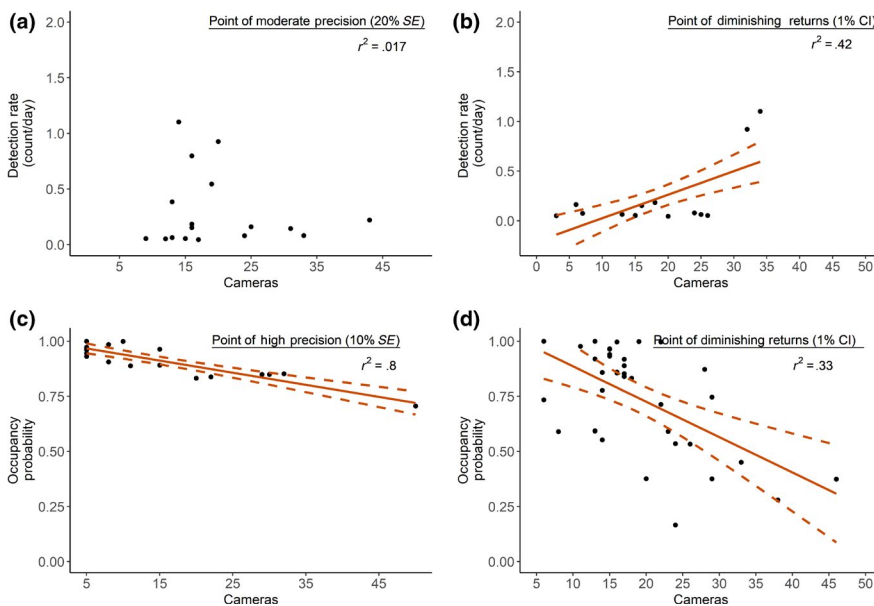 (a)
Point of moderate precision (20% SE)
r² = .017
2.0
1.5
1.0
0.5
0.0
Detection rate
(count/day)
5
15
25
35
45
Cameras
(b)
Point of diminishing returns (1% CI)
r² = .42
2.0
1.5
1.0
0.5
0.0
Detection rate
(count/day)
0
5
10
15
20
25
30
35
40
45
50
Cameras
(c)
Point of high precision (10% SE)
r² = .8
1.00
0.75
0.50
0.25
0.00
Occupancy
probability
5
15
25
35
45
Cameras
(d)
Point of diminishing returns (1% CI)
r² = .33
1.00
0.75
0.50
0.25
0.00
Occupancy
probability
0
5
10
15
20
25
30
35
40
45
50
Cameras